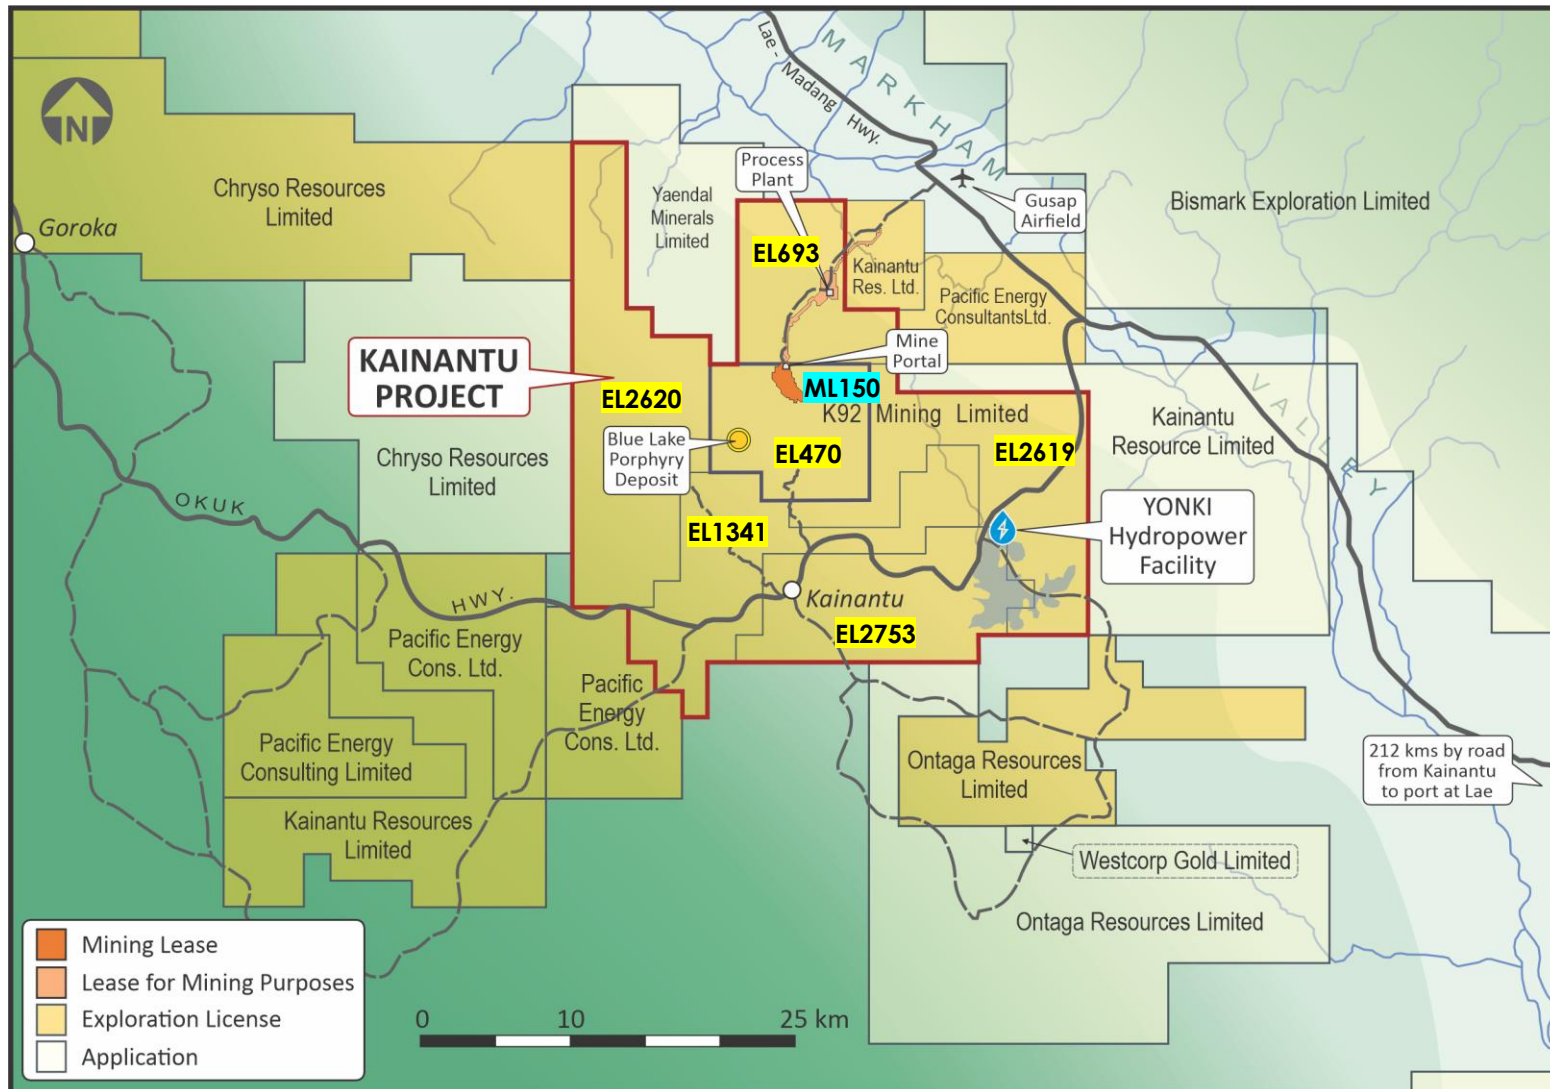 MARKHAM
VALLEY
Lae - Madang Hwy.
N
Goroka
Chryso Resources
Limited
Yaendal
Minerals
Limited
Process
Plant
EL693
Kainantu
Res. Ltd.
Gusap
Airfield
Bismark Exploration Limited
Pacific Energy
ConsultantsLtd.
Mine
Portal
KAINANTU
PROJECT
EL2620
ML150
K92 Mining Limited
Kainantu
Resource Limited
Blue Lake
Porphyry
Deposit
EL470
EL2619
Chryso Resources
Limited
OKUK
HWY.
EL1341
YONKI
Hydropower
Facility
Kainantu
EL2753
Pacific Energy
Cons. Ltd.
Pacific
Energy
Cons. Ltd.
Pacific Energy
Consulting Limited
Kainantu Resources
Limited
Ontaga Resources
Limited
212 kms by road
from Kainantu
to port at Lae
Westcorp Gold Limited
Ontaga Resources Limited
Mining Lease
Lease for Mining Purposes
Exploration License
Application
0 10 25 km